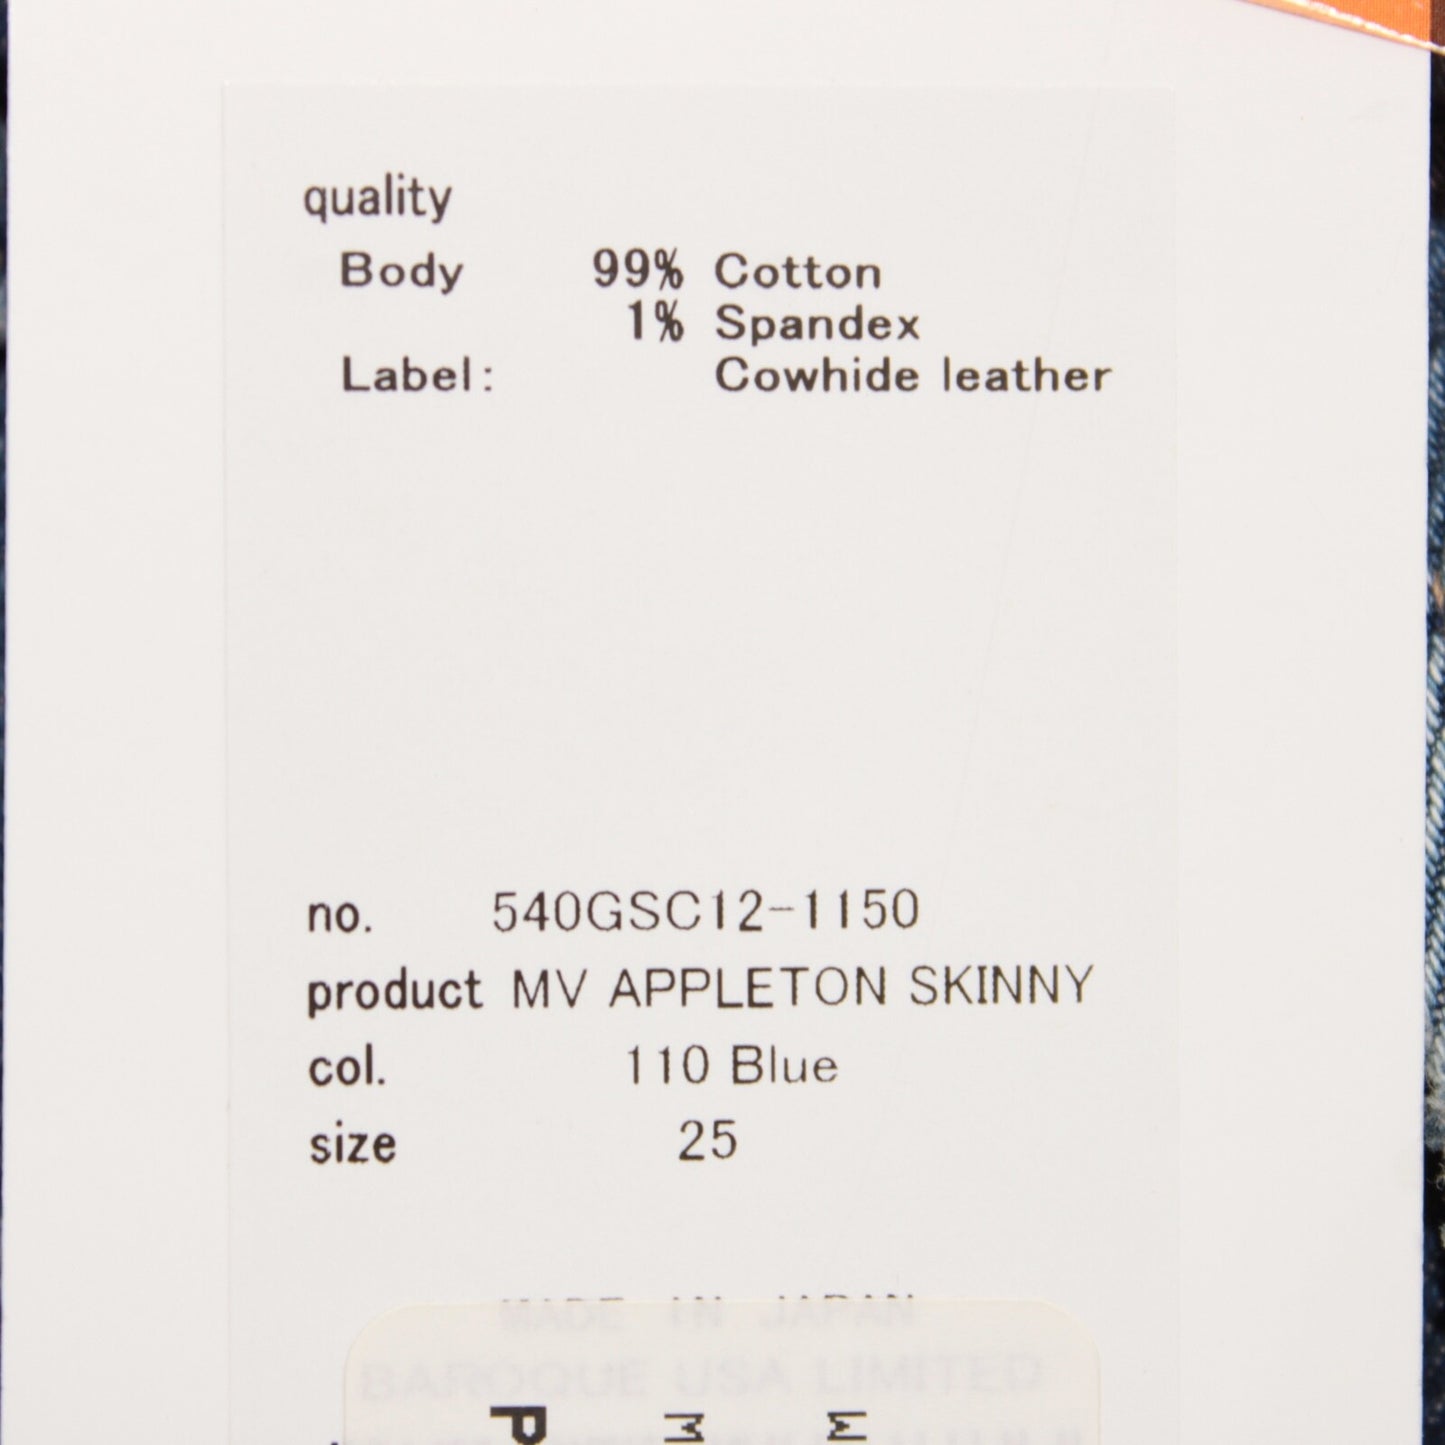 quality
Body 99% Cotton
1% Spandex
Label: Cowhide leather
no. 540GSC12-1150
product MV APPLETON SKINNY
col. 110 Blue
size 25
MADE IN JAPAN
BAROQUE USA LIMITED
P M M